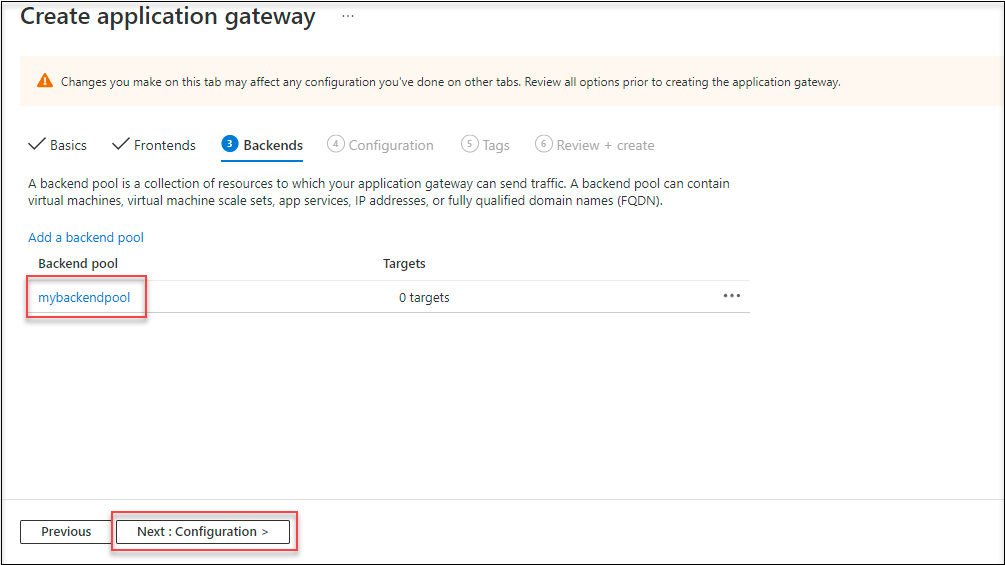 Create application gateway ...
Changes you make on this tab may affect any configuration you've done on other tabs. Review all options prior to creating the application gateway.
Basics Frontends 3 Backends 4 Configuration 5 Tags 6 Review + create
A backend pool is a collection of resources to which your application gateway can send traffic. A backend pool can contain
virtual machines, virtual machine scale sets, app services, IP addresses, or fully qualified domain names (FQDN).
Add a backend pool
Backend pool Targets
mybackendpool 0 targets ...
Previous Next : Configuration >